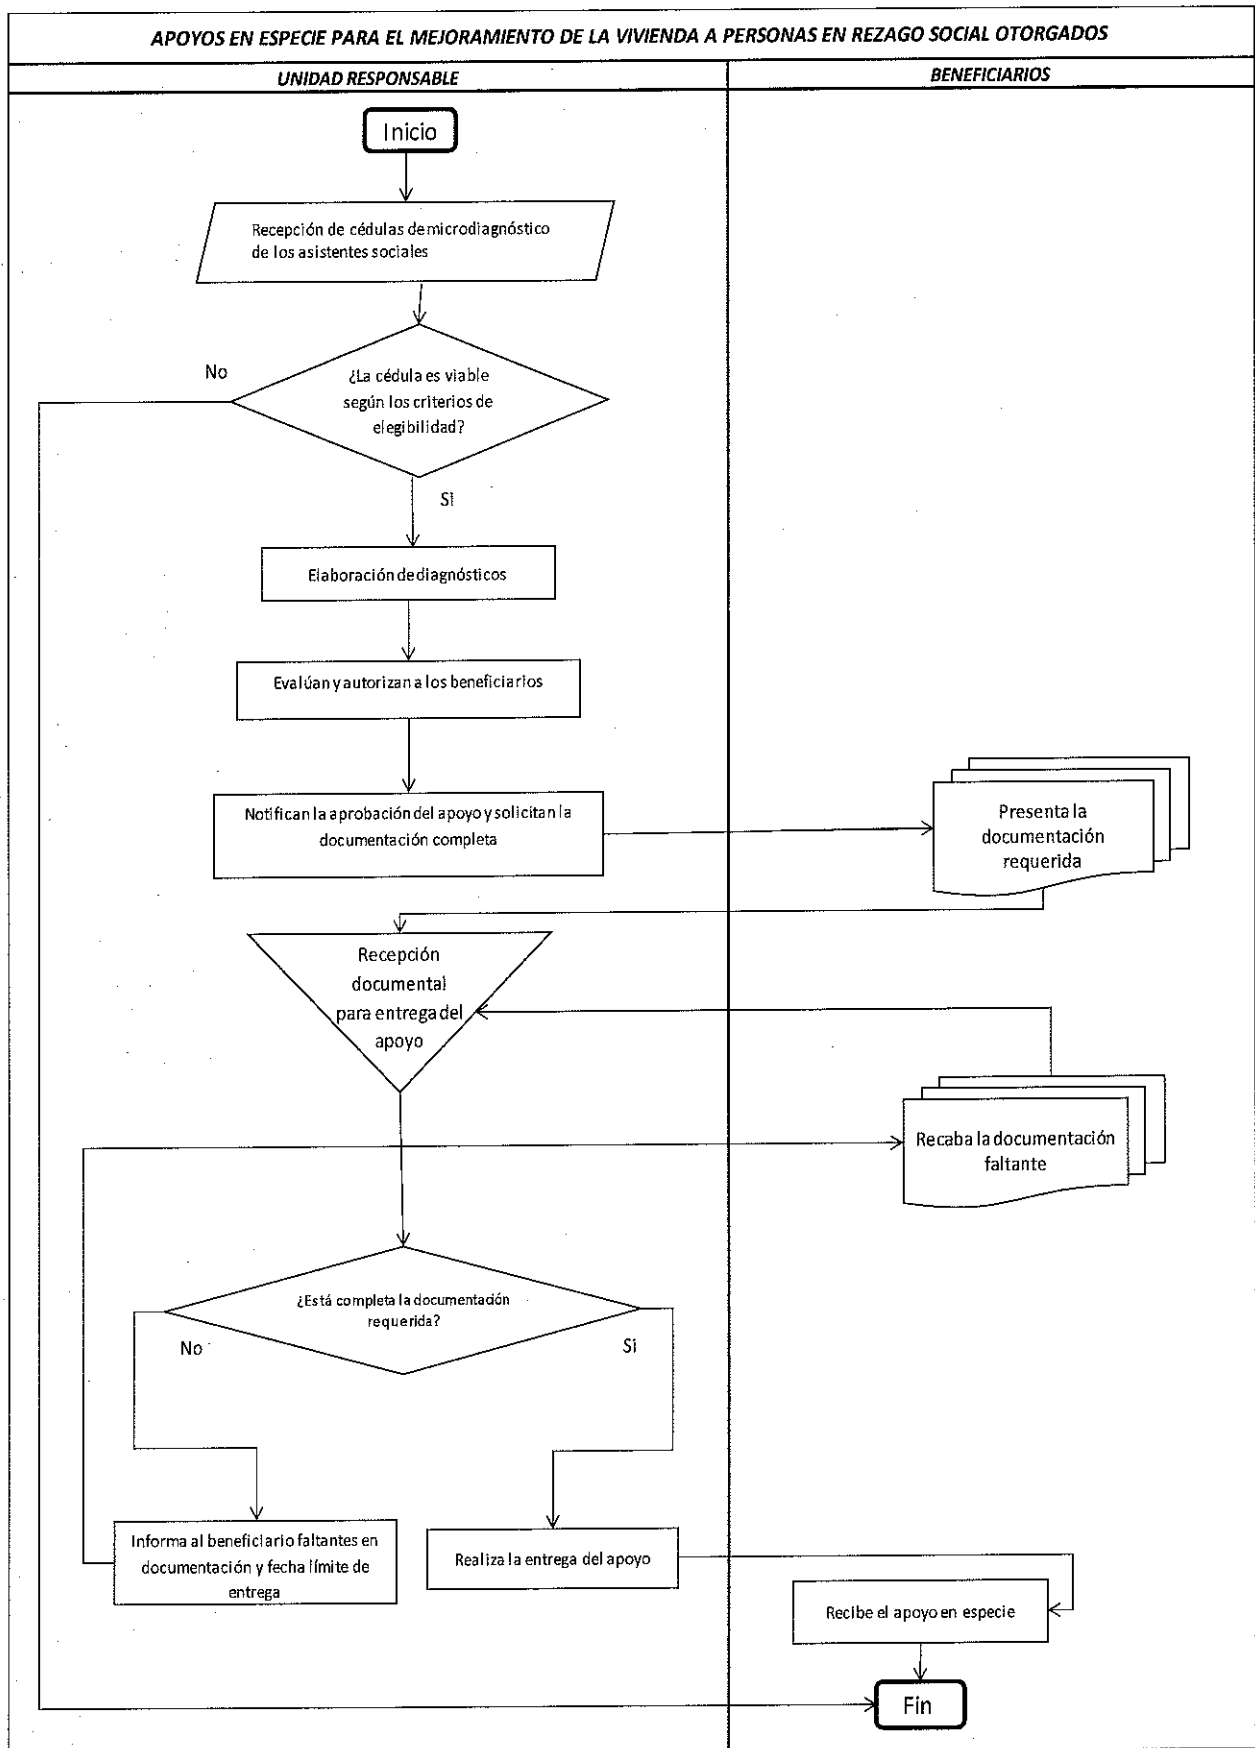 APOYOS EN ESPECIE PARA EL MEJORAMIENTO DE LA VIVIENDA A PERSONAS EN REZAGO SOCIAL OTORGADOS
UNIDAD RESPONSABLE
BENEFICIARIOS
Inicio
Recepción de cédulas de microdiagnóstico
de los asistentes sociales
No
¿La cédula es viable
según los criterios de
elegibilidad?
Si
Elaboración de diagnósticos
Evalúan y autorizan a los beneficiarios
Notifican la aprobación del apoyo y solicitan la
documentación completa
Presenta la
documentación
requerida
Recepción
documental
para entrega del
apoyo
Recaba la documentación
faltante
¿Está completa la documentación
requerida?
No
Si
Informa al beneficiario faltantes en
documentación y fecha límite de
entrega
Realiza la entrega del apoyo
Recibe el apoyo en especie
Fin